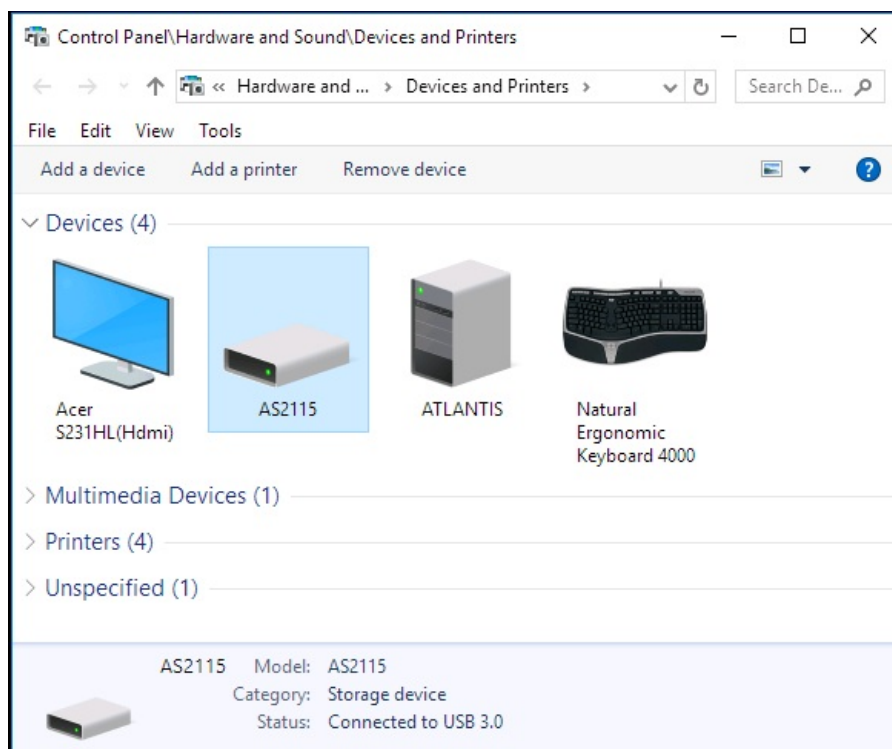 Control Panel\Hardware and Sound\Devices and Printers
« Hardware and ... › Devices and Printers › Search De...
File Edit View Tools
Add a device Add a printer Remove device ?
Devices (4)
Acer
S231HL(Hdmi)
AS2115
ATLANTIS
Natural
Ergonomic
Keyboard 4000
Multimedia Devices (1)
Printers (4)
Unspecified (1)
AS2115 Model: AS2115
Category: Storage device
Status: Connected to USB 3.0